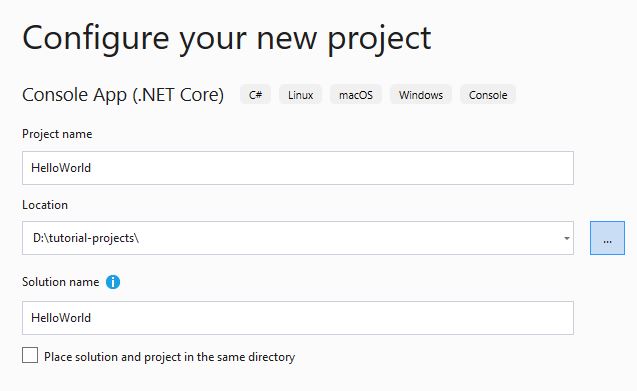 Configure your new project
Console App (.NET Core) C# Linux macOS Windows Console
Project name
HelloWorld
Location
D:\tutorial-projects\
...
Solution name
HelloWorld
Place solution and project in the same directory